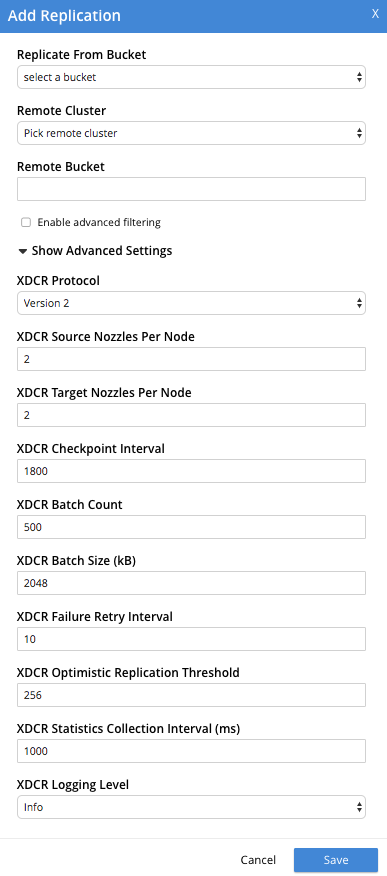 Add Replication
X
Replicate From Bucket
select a bucket
Remote Cluster
Pick remote cluster
Remote Bucket
Enable advanced filtering
Show Advanced Settings
XDCR Protocol
Version 2
XDCR Source Nozzles Per Node
2
XDCR Target Nozzles Per Node
2
XDCR Checkpoint Interval
1800
XDCR Batch Count
500
XDCR Batch Size (kB)
2048
XDCR Failure Retry Interval
10
XDCR Optimistic Replication Threshold
256
XDCR Statistics Collection Interval (ms)
1000
XDCR Logging Level
Info
Cancel
Save